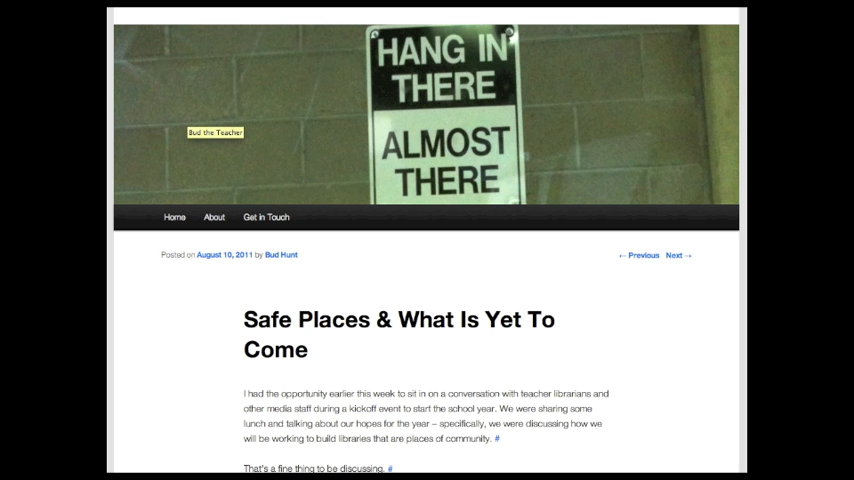 HANG IN
THERE
ALMOST
THERE
Bud the Teacher
Home About Get in Touch
Posted on August 10, 2011 by Bud Hunt ← Previous Next →
Safe Places & What Is Yet To
Come
I had the opportunity earlier this week to sit in on a conversation with teacher librarians and
other media staff during a kickoff event to start the school year. We were sharing some
lunch and talking about our hopes for the year – specifically, we were discussing how we
will be working to build libraries that are places of community. #
That's a fine thing to be discussing. #